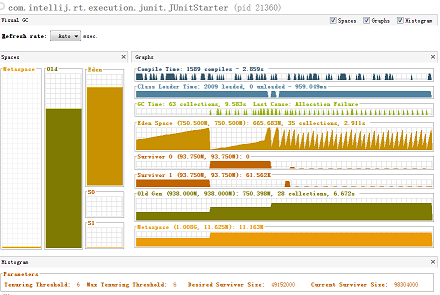 com.intellij.rt.execution.junit.JUnitStarter (pid 21360)
Visual GC
Spaces Graphs Histogram
Refresh rate: Auto msec.
Spaces
Graphs
Metaspace
Old
Eden
S0
S1
Compile Time: 1589 compiles - 2.859s
Class Loader Time: 2009 loaded, 0 unloaded - 959.049ms
GC Time: 63 collections, 9.583s Last Cause: Allocation Failure
Eden Space (750.500M, 750.500M): 665.683M, 35 collections, 2.911s
Survivor 0 (93.750M, 93.750M): 0
Survivor 1 (93.750M, 93.750M): 61.562K
Old Gen (938.000M, 938.000M): 750.398M, 28 collections, 6.672s
Metaspace (1.008G, 11.625M): 11.163M
Histogram
Parameters
Tenuring Threshold: 6 Max Tenuring Threshold: 6 Desired Survivor Size: 49152000 Current Survivor Size: 98304000